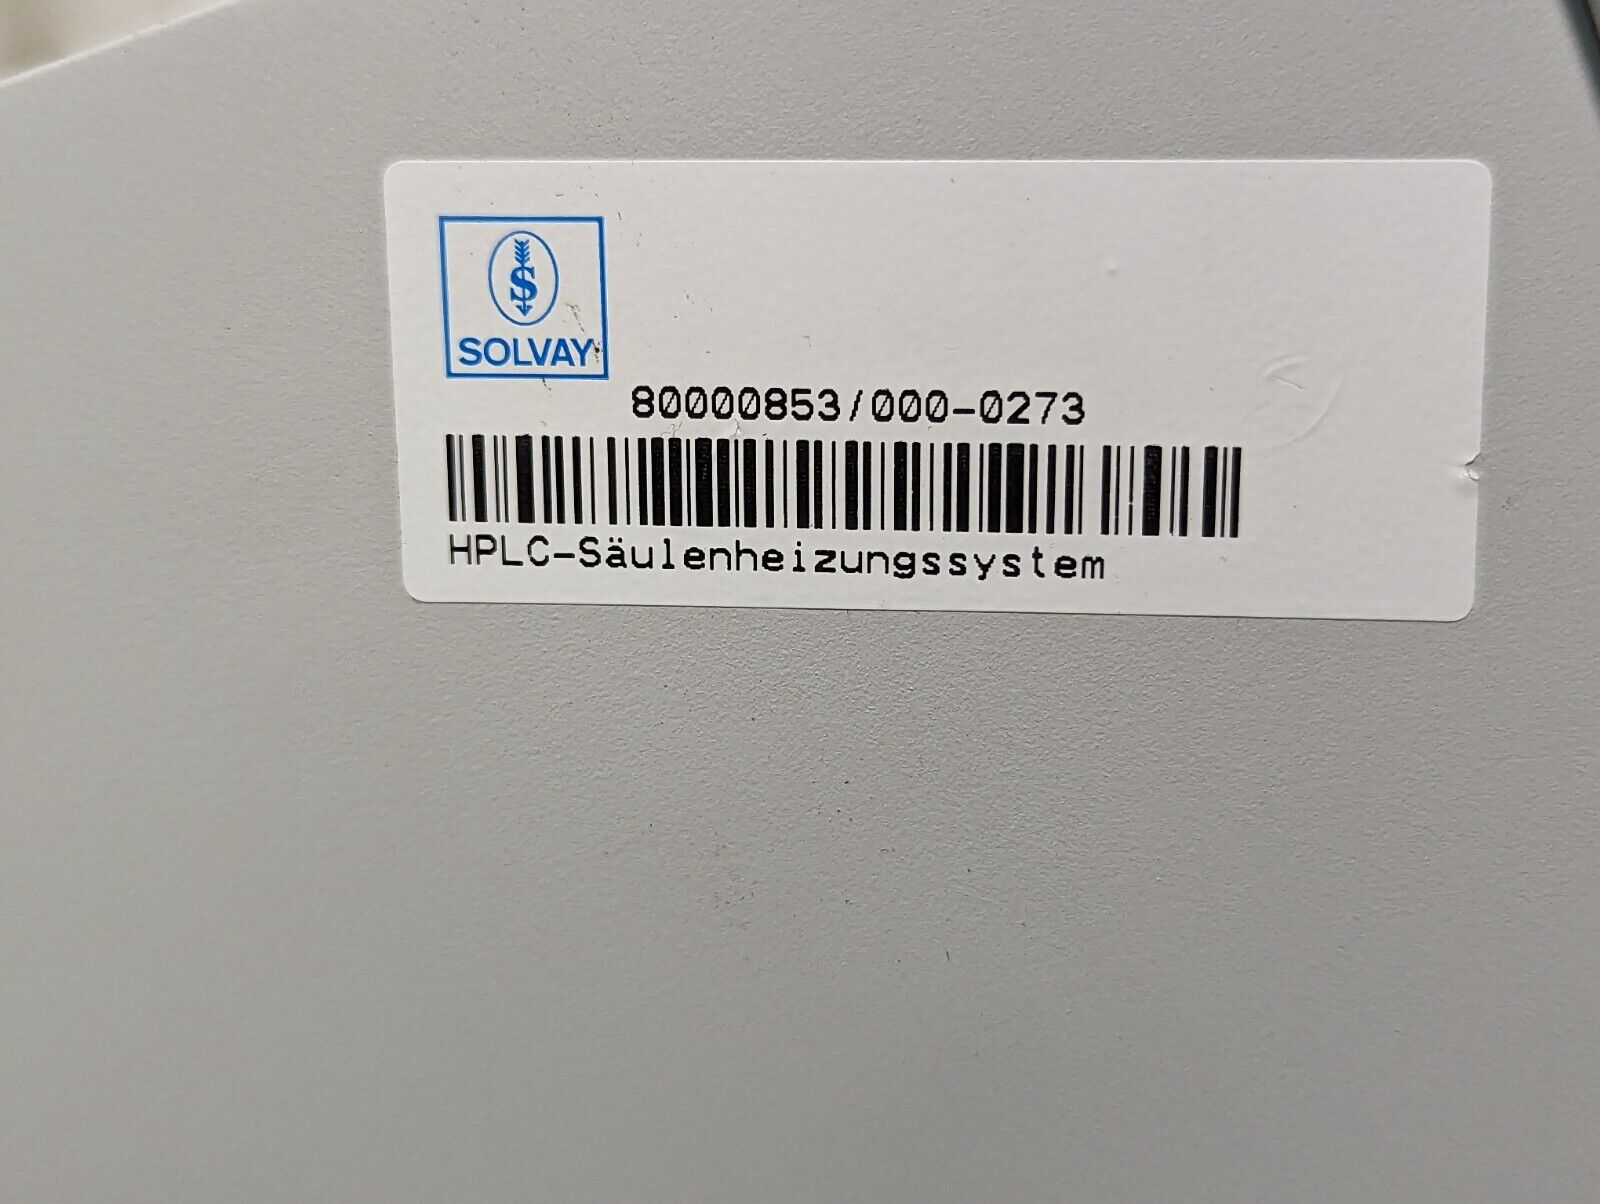 S
SOLVAY
80000853/000-0273
HPLC-Säulenheizungssystem